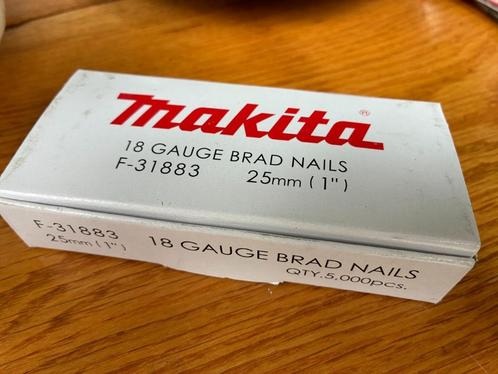 makita®
18 GAUGE BRAD NAILS
F-31883 25mm (1")
F-31883 18 GAUGE BRAD NAILS
25mm (1") QTY.5,000pcs.